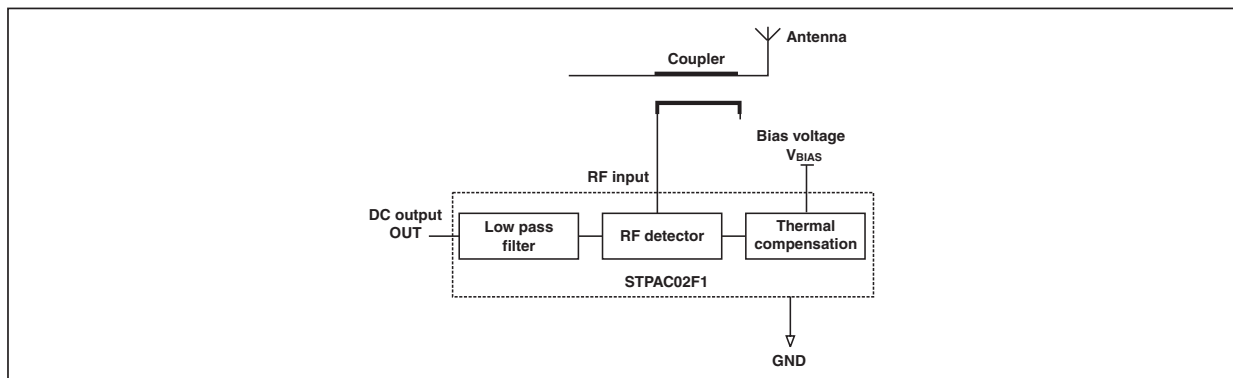 Antenna
Coupler
Bias voltage
VBIAS
RF input
DC output
OUT
Low pass
filter
RF detector
Thermal
compensation
STPAC02F1
GND